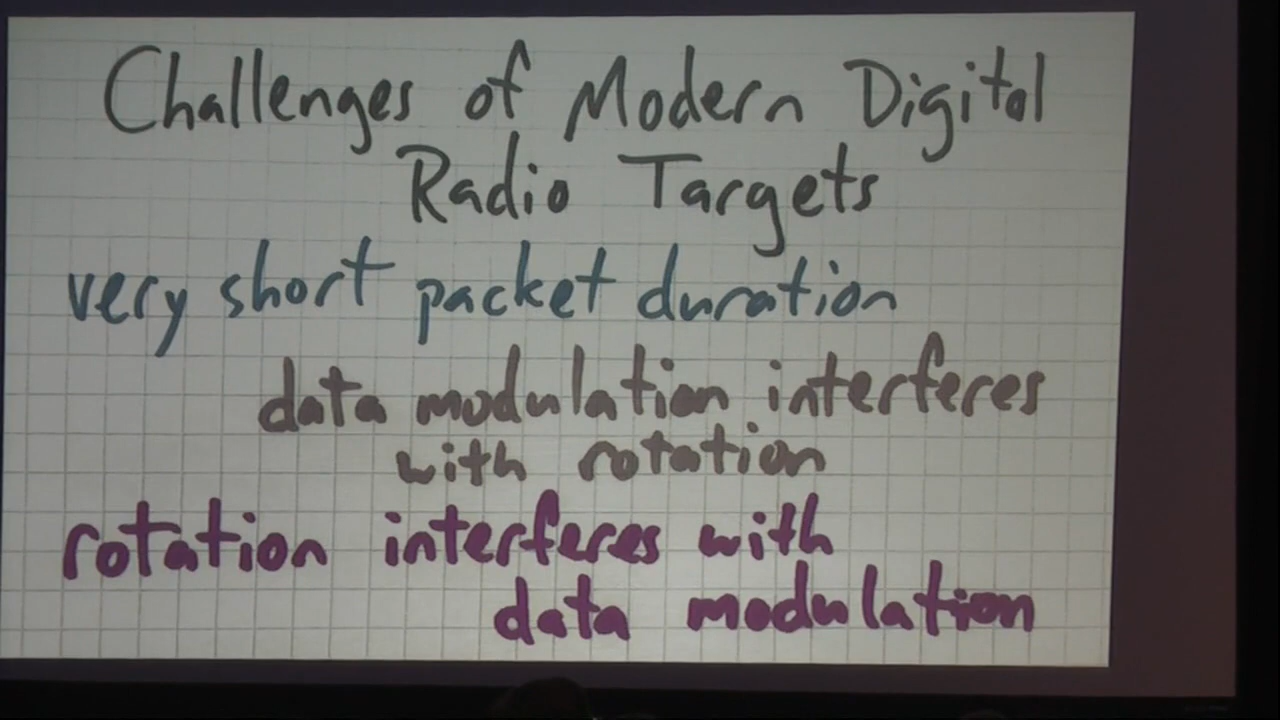 Challenges of Modern Digital
Radio Targets
very short packet duration
data modulation interferes
with rotation
rotation interferes with
data modulation